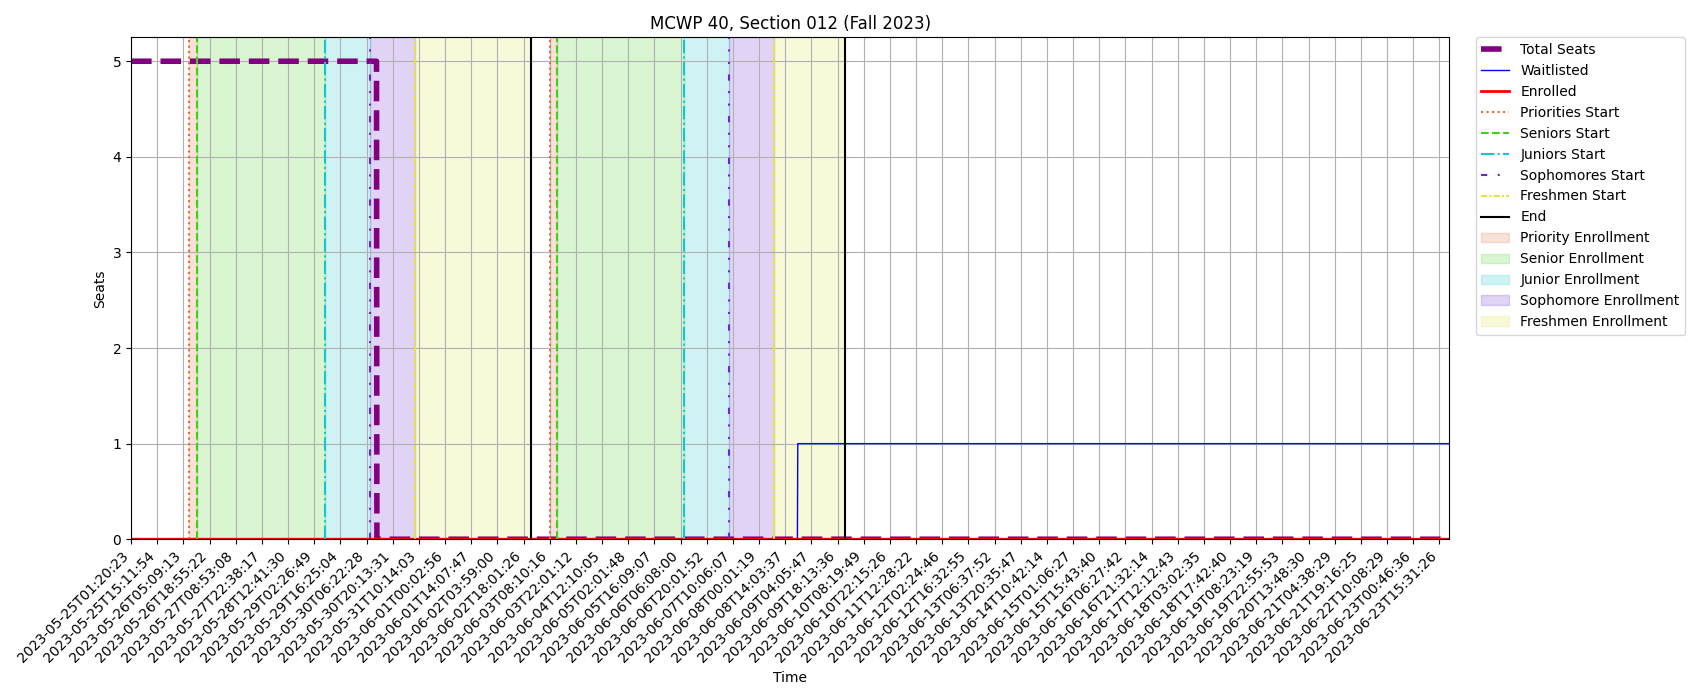 MCWP 40, Section 012 (Fall 2023)
Seats
5
4
3
2
1
0
2023-05-25T01:20:23
2023-05-25T15:11:54
2023-05-26T05:09:13
2023-05-26T18:55:22
2023-05-27T08:53:08
2023-05-27T22:38:17
2023-05-28T12:41:30
2023-05-29T02:26:49
2023-05-29T16:25:04
2023-05-30T06:22:28
2023-05-30T20:13:31
2023-05-31T10:14:03
2023-06-01T00:02:56
2023-06-01T14:07:47
2023-06-02T03:59:00
2023-06-02T18:01:26
2023-06-03T08:10:16
2023-06-03T22:01:12
2023-06-04T12:10:05
2023-06-05T02:01:48
2023-06-05T16:09:07
2023-06-06T06:08:00
2023-06-06T20:01:52
2023-06-07T10:06:07
2023-06-08T00:01:19
2023-06-08T14:03:37
2023-06-09T04:05:47
2023-06-09T18:13:36
2023-06-10T08:19:49
2023-06-10T22:15:26
2023-06-11T12:28:22
2023-06-12T02:24:46
2023-06-12T16:32:55
2023-06-13T06:37:52
2023-06-13T20:35:47
2023-06-14T10:42:14
2023-06-15T01:06:27
2023-06-15T15:43:40
2023-06-16T06:27:42
2023-06-16T21:32:14
2023-06-17T12:12:43
2023-06-18T03:02:35
2023-06-18T17:42:40
2023-06-19T08:23:19
2023-06-19T22:55:53
2023-06-20T13:48:30
2023-06-21T04:38:29
2023-06-21T19:16:25
2023-06-22T10:08:29
2023-06-23T00:46:36
2023-06-23T15:31:26
Time
Total Seats
Waitlisted
Enrolled
Priorities Start
Seniors Start
Juniors Start
Sophomores Start
Freshmen Start
End
Priority Enrollment
Senior Enrollment
Junior Enrollment
Sophomore Enrollment
Freshmen Enrollment